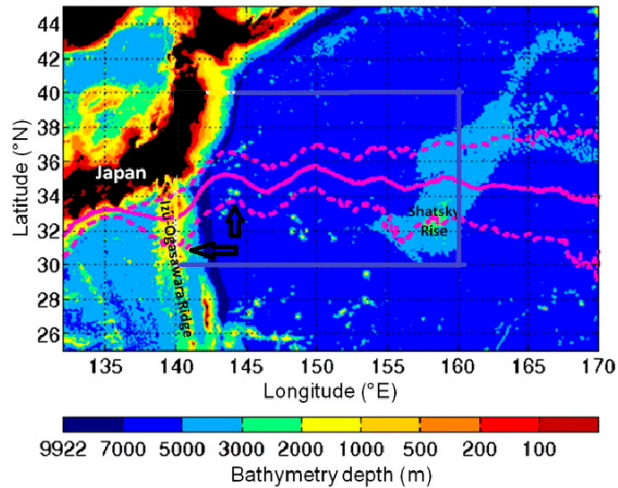 44
42
40
38
36
34
32
30
28
26
Latitude (°N)
Japan
Izu-Ogasawara Ridge
Shatsky
Rise
135 140 145 150 155 160 165 170
Longitude (°E)
9922 7000 5000 3000 2000 1000 500 200 100
Bathymetry depth (m)